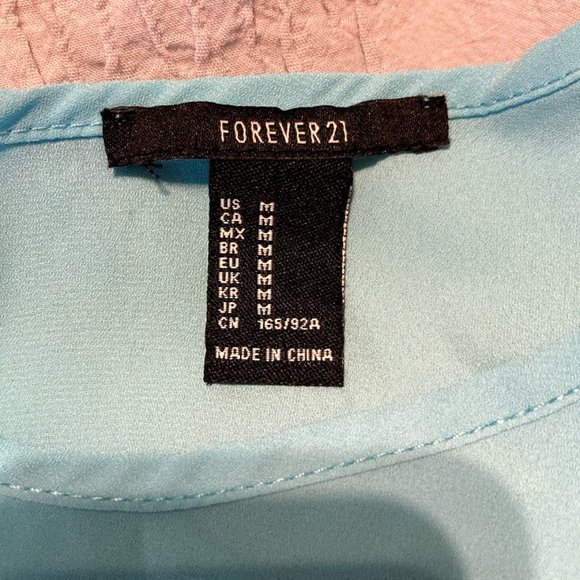 FOREVER 21
US M
CA M
MX M
BR M
EU M
UK M
KR M
JP M
CN 165/92A
MADE IN CHINA